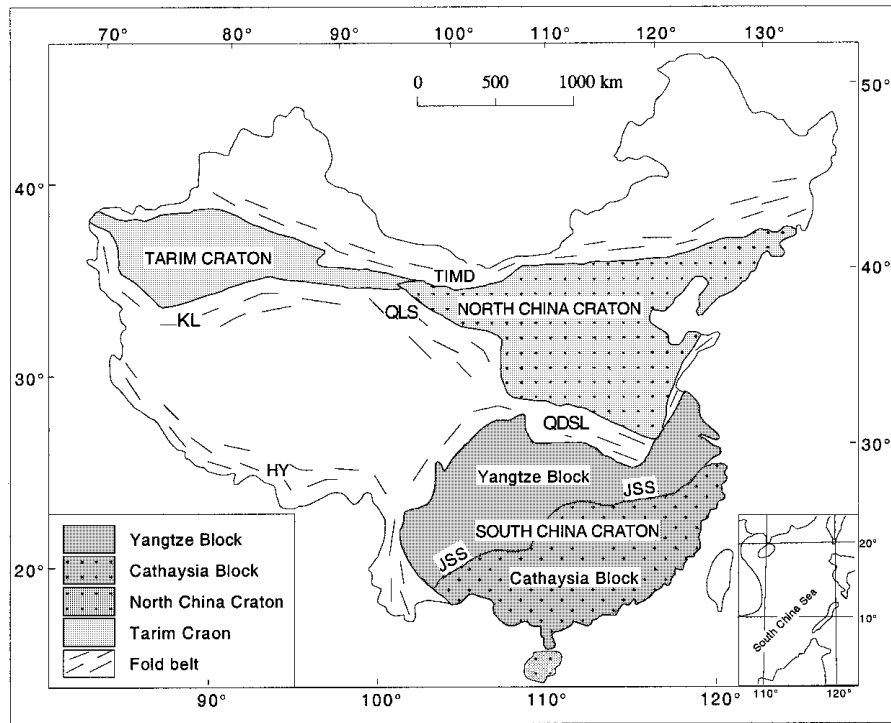 70° 80° 90° 100° 110° 120° 130°
0 500 1000 km
50°
40°
TARIM CRATON
TIMD
40°
KL
QLS
NORTH CHINA CRATON
30°
QDSL
30°
HY
Yangtze Block
JSS
SOUTH CHINA CRATON
JSS
Cathaysia Block
20°
Yangtze Block
Cathaysia Block
North China Craton
Tarim Craon
Fold belt
20°
10°
South China Sea
110° 120°
90° 100° 110° 120°